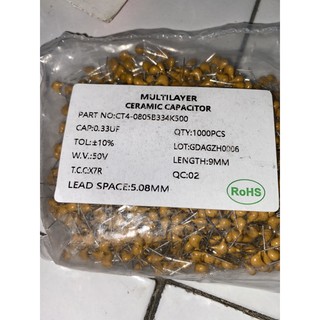 MULTILAYER
CERAMIC CAPACITOR
PART NO:CT4-0805B334K500
CAP:0.33UF QTY:1000PCS
TOL:±10% LOT:GDAGZH0006
W.V.:50V LENGTH:9MM
T.C.C:X7R QC:02
LEAD SPACE:5.08MM
RoHS